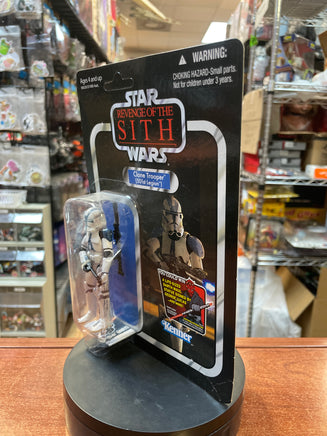 Ages 4 and up
WARNING:
CHOKING HAZARD-Small parts.
Not for children under 3 years.
STAR
REVENGE OF THE
SITH
WARS
Clone Trooper
(501st Legion)
Kenner